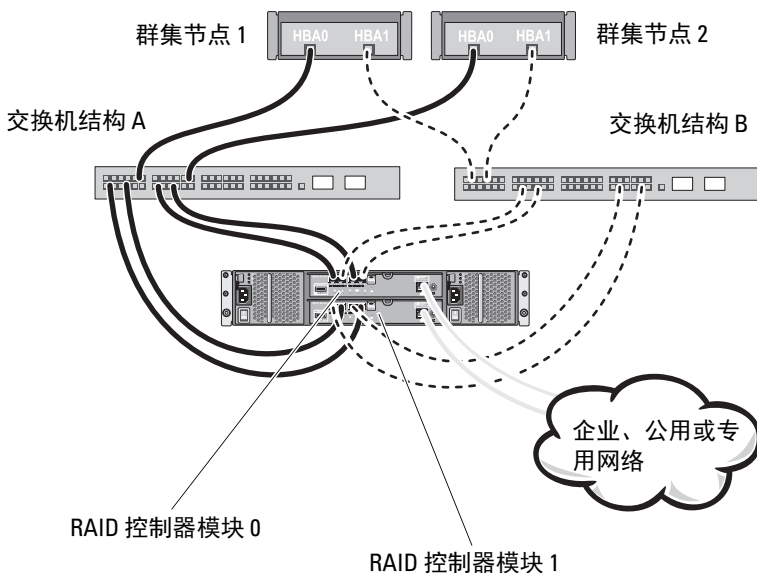 群集节点 1
HBA0 HBA1
HBA0 HBA1
群集节点 2
交换机结构 A
交换机结构 B
企业、公用或专
用网络
RAID 控制器模块 0
RAID 控制器模块 1